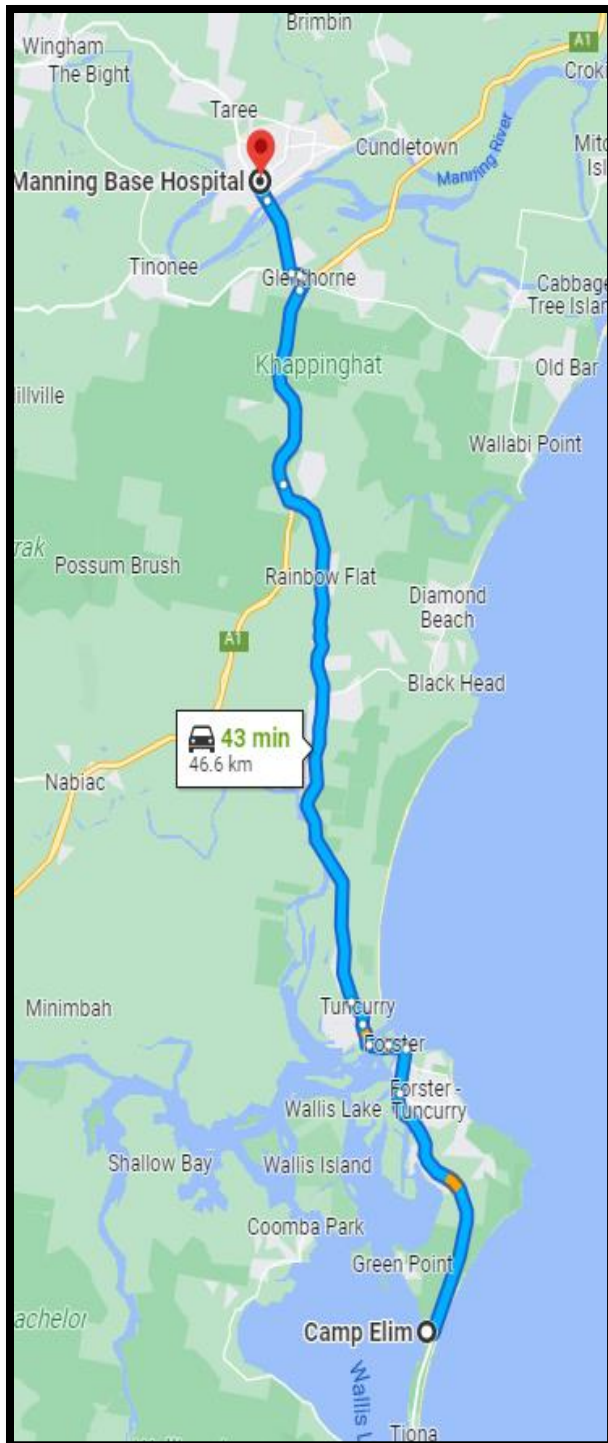 Brimbin
Wingham
A1
The Bight
Croki
Taree
Cundletown
Manning River
Manning Base Hospital
Tinonee
Glenthorne
Cabbage
Tree Islan
Khappinghat
Old Bar
illville
Wallabi Point
rak
Possum Brush
Rainbow Flat
Diamond
Beach
A1
Black Head
43 min
46.6 km
Nabiac
Minimbah
Tuncurry
Forster
Forster -
Tuncurry
Wallis Lake
Shallow Bay
Wallis Island
Coomba Park
Green Point
achelor
Camp Elim
Wallis L
Tiona